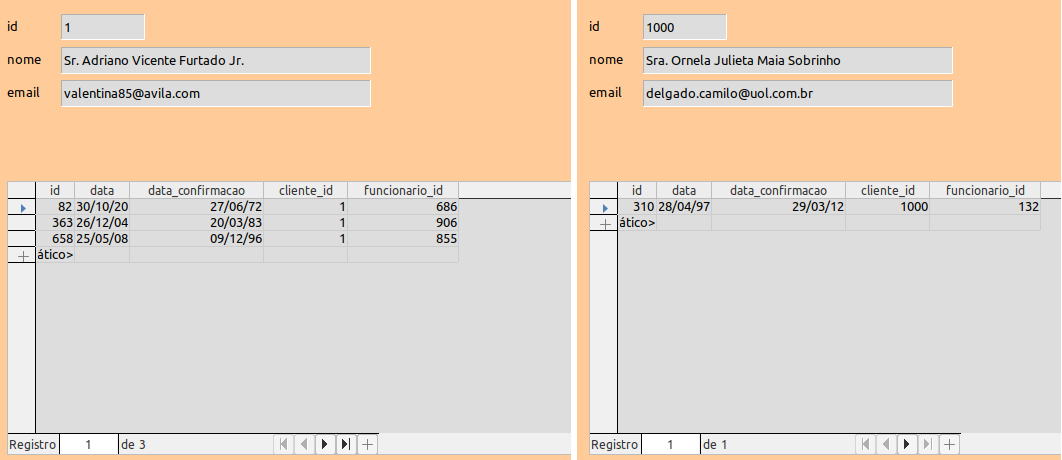 id 1
nome Sr. Adriano Vicente Furtado Jr.
email valentina85@avila.com
id data data_confirmacao cliente_id funcionario_id
82 30/10/20 27/06/72 1 686
363 26/12/04 20/03/83 1 906
658 25/05/08 09/12/96 1 855
ático>
Registro 1 de 3
id 1000
nome Sra. Ornela Julieta Maia Sobrinho
email delgado.camilo@uol.com.br
id data data_confirmacao cliente_id funcionario_id
310 28/04/97 29/03/12 1000 132
ático>
Registro 1 de 1